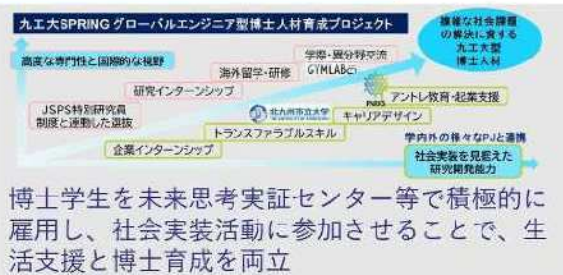 九工大SPRING グローバルエンジニア型博士人材育成プロジェクト
複雑な社会課題
の解決に資する
九工大型
博士人材
高度な専門性と国際的な視野
学際・異分野交流
GYMLABO
海外留学・研修
研究インターンシップ
アントレ教育・起業支援
JSPS特別研究員
制度と連動した選抜
北九州市立大学
キャリアデザイン
トランスファラブルスキル
企業インターンシップ
学内外の様々なPJと連携
社会実装を見据えた
研究開発能力
博士学生を未来思考実証センター等で積極的に
雇用し、社会実装活動に参加させることで、生
活支援と博士育成を両立